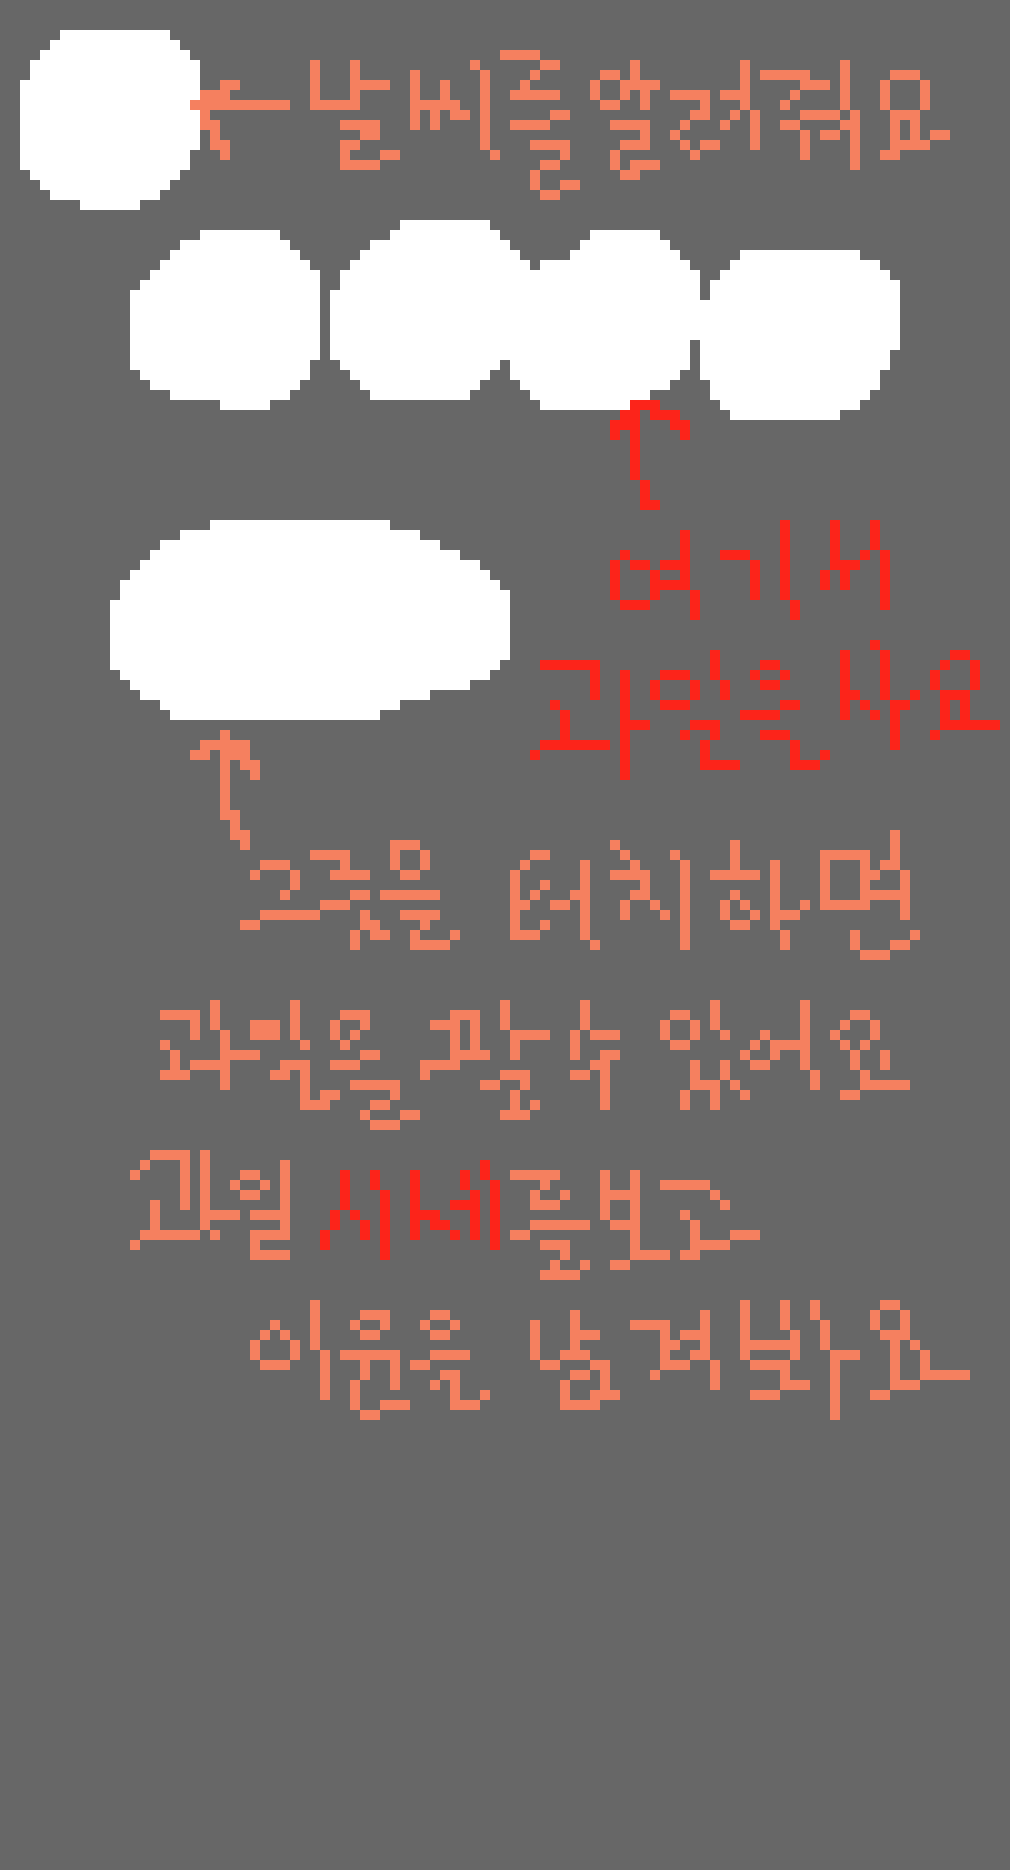 날씨를 알려줘요
여기서
과일을 사요
그곳을 터치하면
과일을 팔수 있어요
과일 시세를 보고
이윤을 남겨봐요